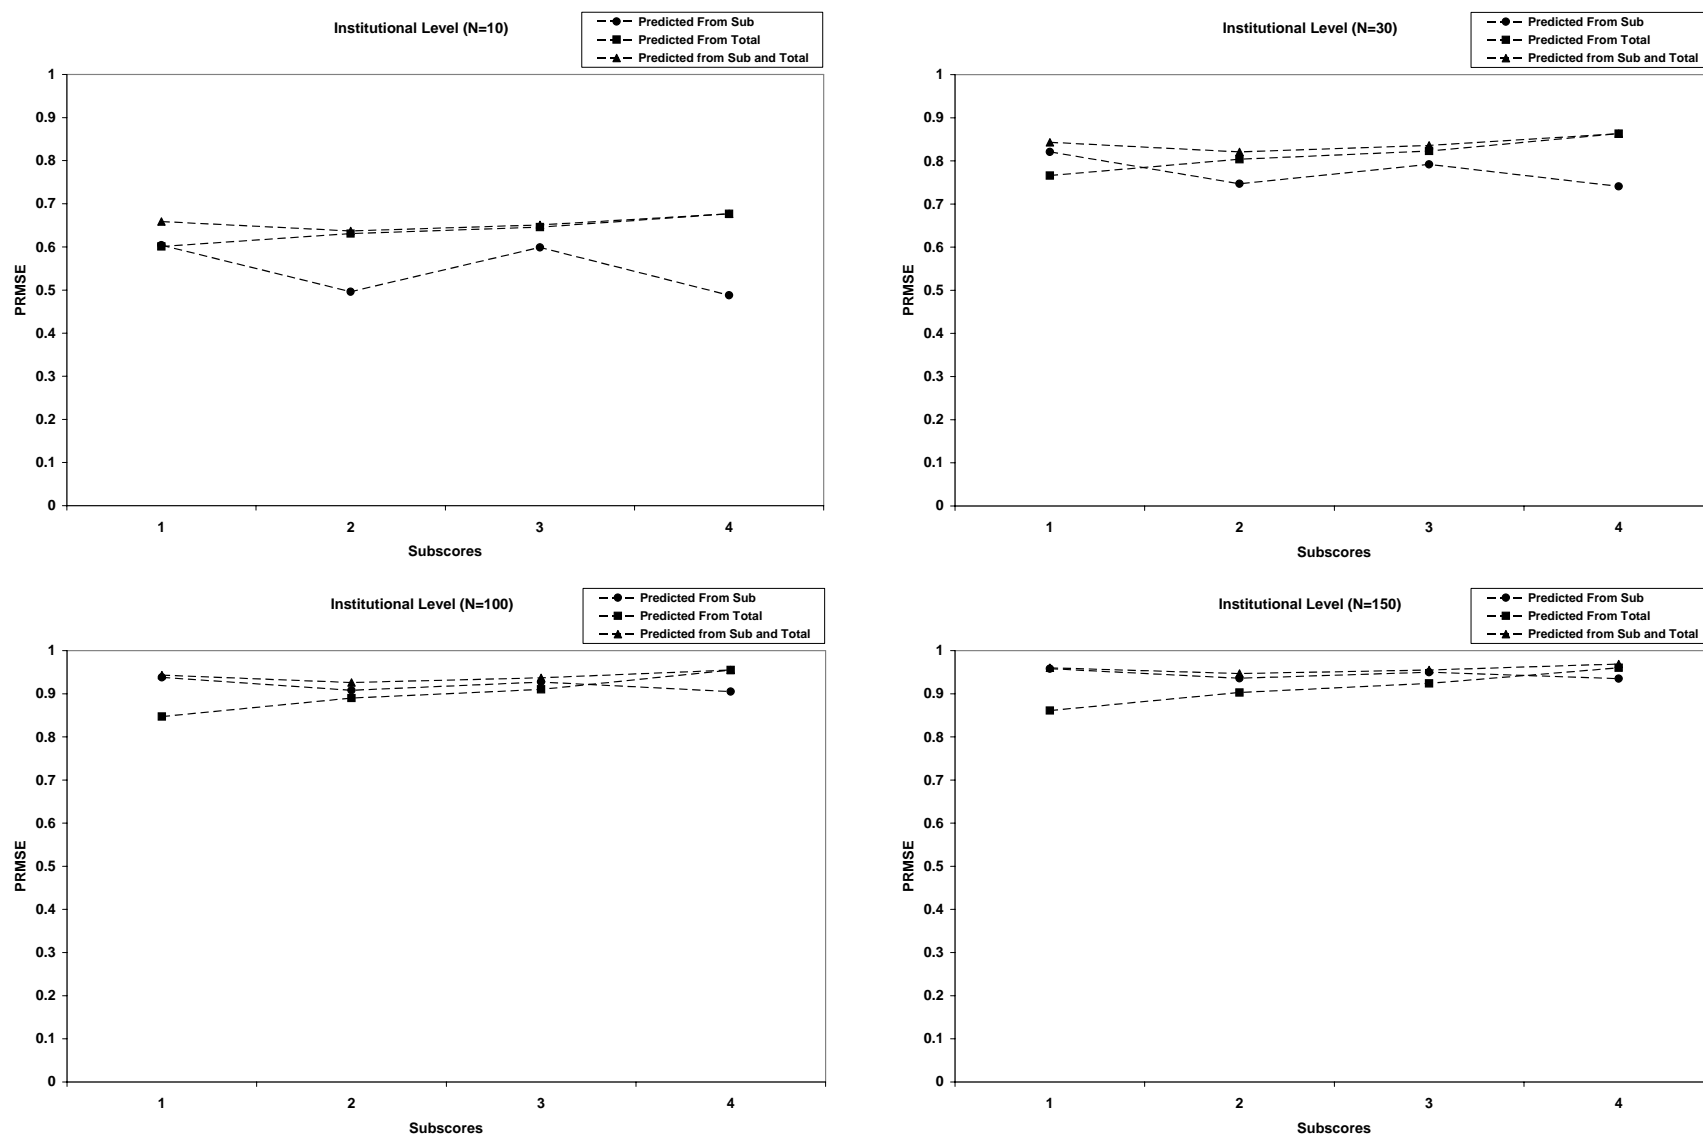 Institutional Level (N=10)
Predicted From Sub
Predicted From Total
Predicted from Sub and Total
1
0.9
0.8
0.7
0.6
0.5
0.4
0.3
0.2
0.1
0
PRMSE
1 2 3 4
Subscores
Institutional Level (N=30)
Predicted From Sub
Predicted From Total
Predicted from Sub and Total
1
0.9
0.8
0.7
0.6
0.5
0.4
0.3
0.2
0.1
0
PRMSE
1 2 3 4
Subscores
Institutional Level (N=100)
Predicted From Sub
Predicted From Total
Predicted from Sub and Total
1
0.9
0.8
0.7
0.6
0.5
0.4
0.3
0.2
0.1
0
PRMSE
1 2 3 4
Subscores
Institutional Level (N=150)
Predicted From Sub
Predicted From Total
Predicted from Sub and Total
1
0.9
0.8
0.7
0.6
0.5
0.4
0.3
0.2
0.1
0
PRMSE
1 2 3 4
Subscores